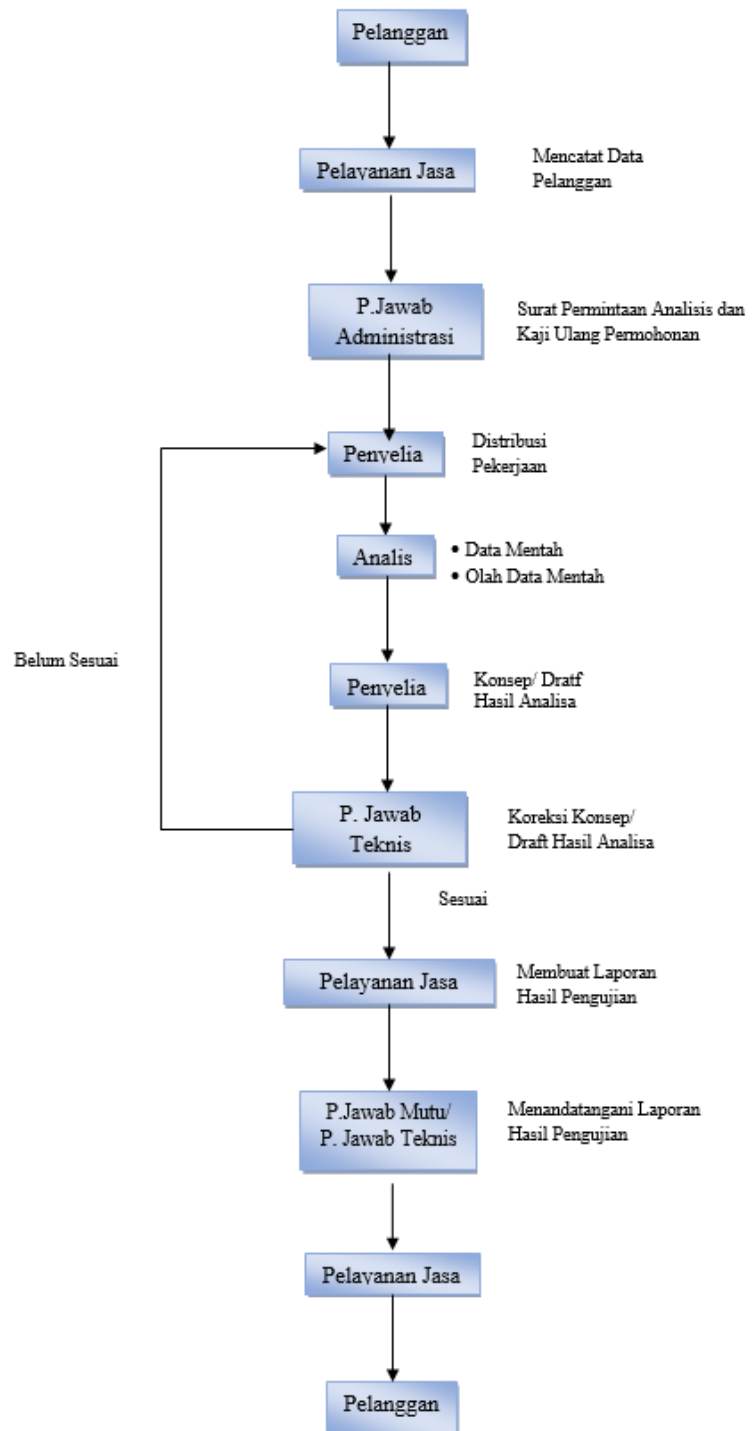 Pelanggan
Pelayanan Jasa
Mencatat Data
Pelanggan
P.Jawab
Administrasi
Surat Permintaan Analisis dan
Kaji Ulang Permohonan
Penyelia
Distribusi
Pekerjaan
Analis
• Data Mentah
• Olah Data Mentah
Belum Sesuai
Penyelia
Konsep/ Dratf
Hasil Analisa
P. Jawab
Teknis
Koreksi Konsep/
Draft Hasil Analisa
Sesuai
Pelayanan Jasa
Membuat Laporan
Hasil Pengujian
P.Jawab Mutu/
P. Jawab Teknis
Menandatangani Laporan
Hasil Pengujian
Pelayanan Jasa
Pelanggan